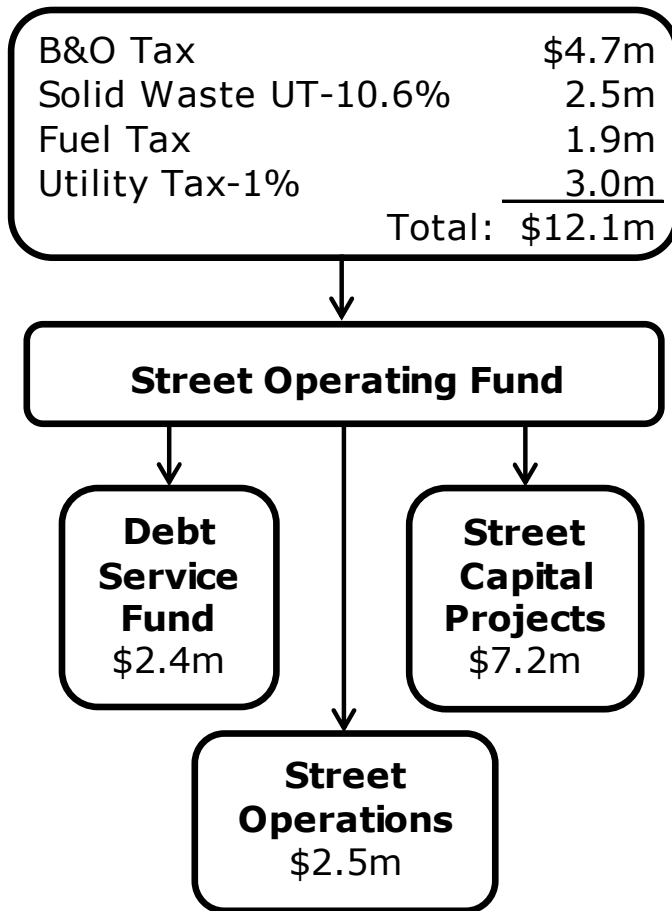 B&O Tax $4.7m
Solid Waste UT-10.6% 2.5m
Fuel Tax 1.9m
Utility Tax-1% 3.0m
Total: $12.1m
Street Operating Fund
Debt
Service
Fund
$2.4m
Street
Capital
Projects
$7.2m
Street
Operations
$2.5m